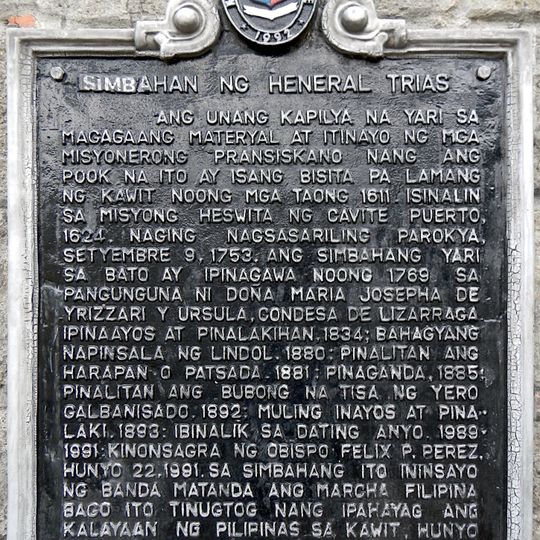 1997
SIMBAHAN NG HENERAL TRIAS
ANG UNANG KAPILYA NA YARI SA
MAGAGAANG MATERYAL AT ITINAYO NG MGA
MISYONERONG PRANSISKANO NANG ANG
POOK NA ITO AY ISANG BISITA PA LAMANG
NG KAWIT NOONG MGA TAONG 1611. ISINALIN
SA MISYONG HESWITA NG CAVITE PUERTO,
1624. NAGING NAGSASARILING PAROKYA,
SETYEMBRE 9, 1753. ANG SIMBAHANG YARI
SA BATO AY IPINAGAWA NOONG 1769 SA
PANGUNGUNA NI DONA MARIA JOSEPHA DE
YRIZZARI Y URSULA, CONDESA DE LIZARRAGA
IPINAAYOS AT PINALAKIHAN, 1834; BAHAGYANG
NAPINSALA NG LINDOL. 1880; PINALITAN ANG
HARAPAN O PATSADA. 1881; PINAGANDA, 1885;
PINALITAN ANG BUBONG NA TISA NG YERO
GALBANISADO. 1892; MULING INAYOS AT PINA-
LAKI. 1893; IBINALIK SA DATING ANYO. 1989-
1991; KINONSAGRA NG OBISPO FELIX P. PEREZ,
HUNYO 22, 1991. SA SIMBAHANG ITO ININSAYO
NG BANDA MATANDA ANG MARCHA FILIPINA
BAGO ITO TINUGTOG NANG IPAHAYAG ANG
KALAYAAN NG PILIPINAS SA KAWIT, HUNYO